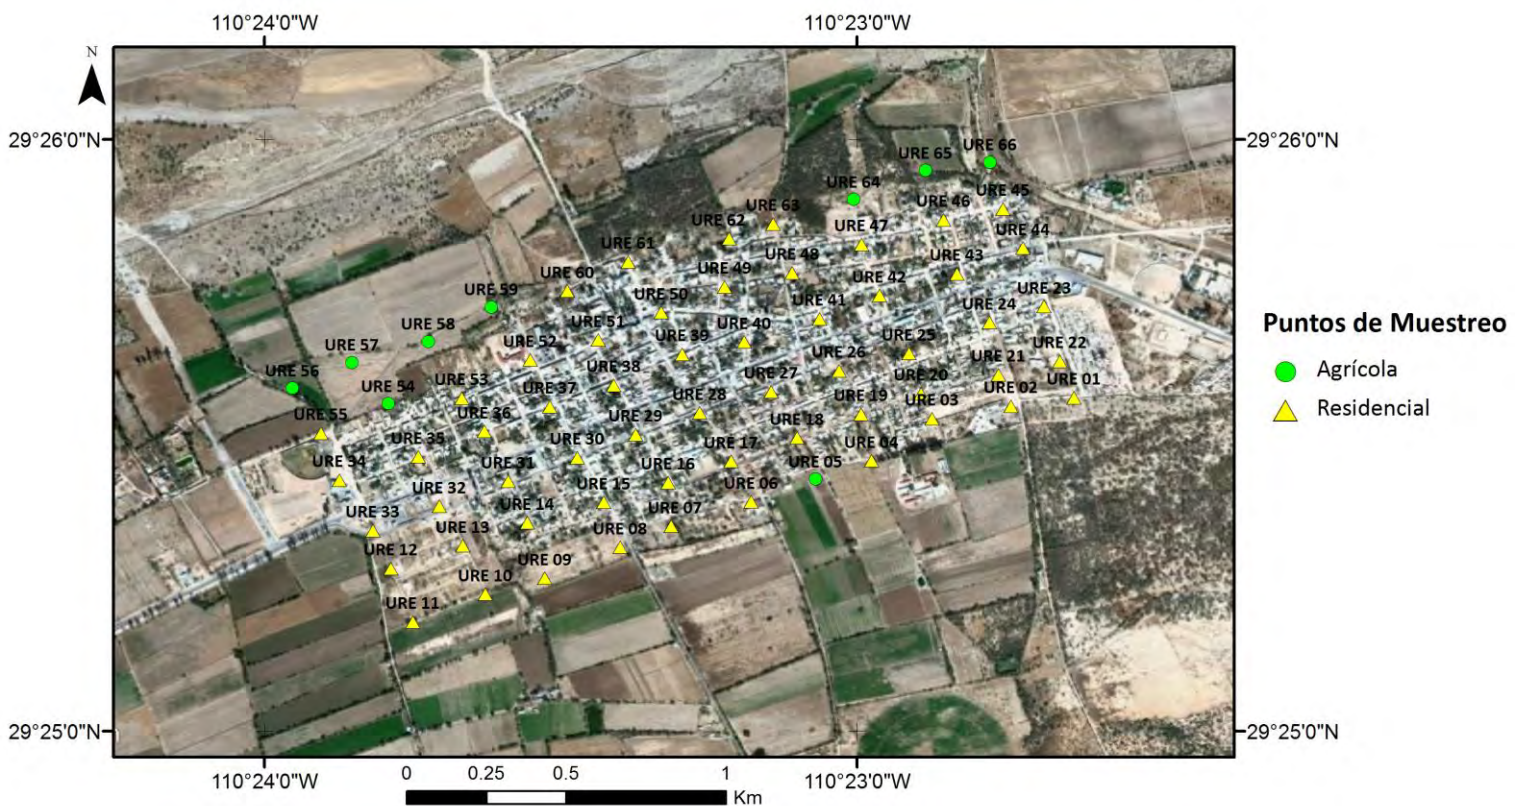 110°24'0"W
110°23'0"W
N
29°26'0"N
29°26'0"N
URE 66
URE 65
URE 64
URE 45
URE 46
URE 63
URE 62
URE 47
URE 44
URE 61
URE 48
URE 43
URE 60
URE 49
URE 42
URE 59
URE 50
URE 41
URE 24
URE 23
Puntos de Muestreo
URE 58
URE 51
URE 39
URE 40
URE 25
URE 57
URE 52
URE 26
URE 21
URE 22
Agrícola
URE 56
URE 38
URE 54
URE 53
URE 37
URE 27
URE 20
URE 02
URE 01
Residencial
URE 55
URE 36
URE 28
URE 19
URE 03
URE 29
URE 18
URE 35
URE 30
URE 17
URE 04
URE 34
URE 31
URE 16
URE 05
URE 32
URE 15
URE 06
URE 33
URE 14
URE 07
URE 13
URE 08
URE 12
URE 09
URE 10
URE 11
29°25'0"N
29°25'0"N
110°24'0"W
110°23'0"W
0 0.25 0.5 1
Km